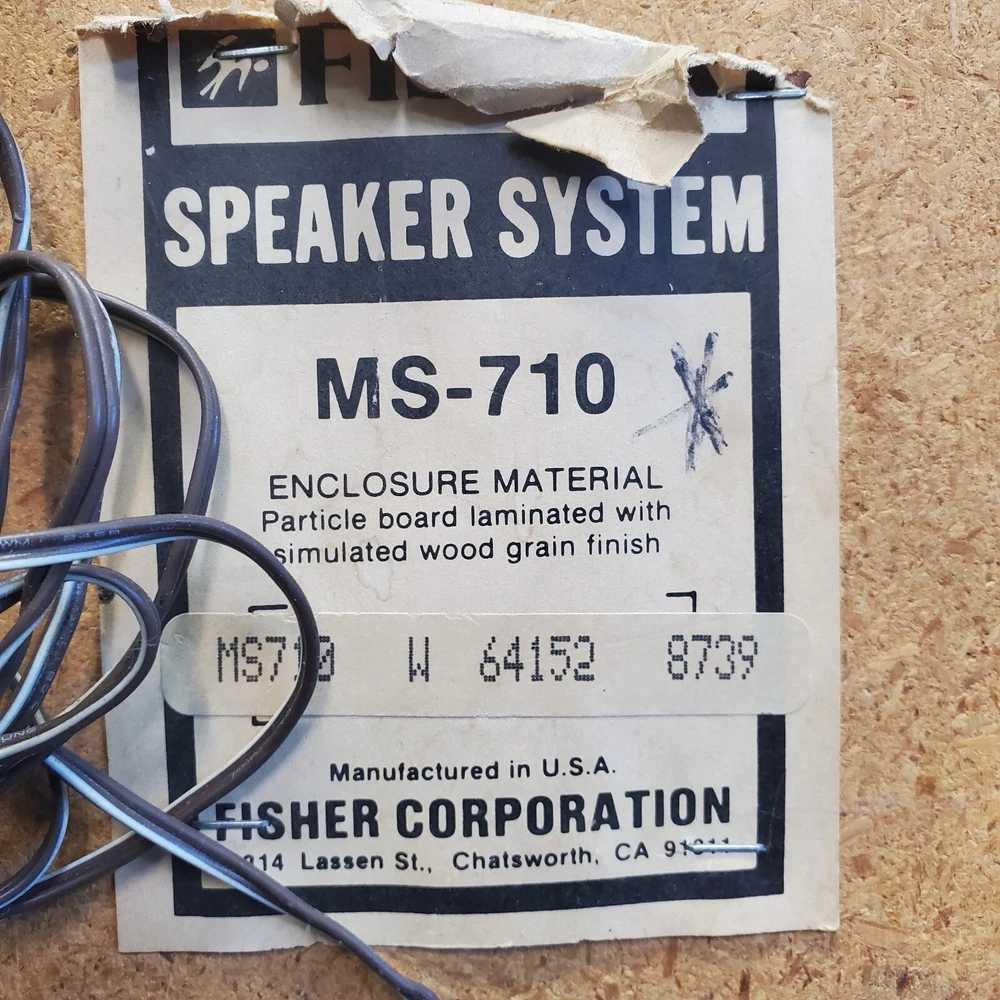 SPEAKER SYSTEM
MS-710
ENCLOSURE MATERIAL
Particle board laminated with
simulated wood grain finish
MS710 W 64152 8739
Manufactured in U.S.A.
FISHER CORPORATION
Lassen St., Chatsworth, CA